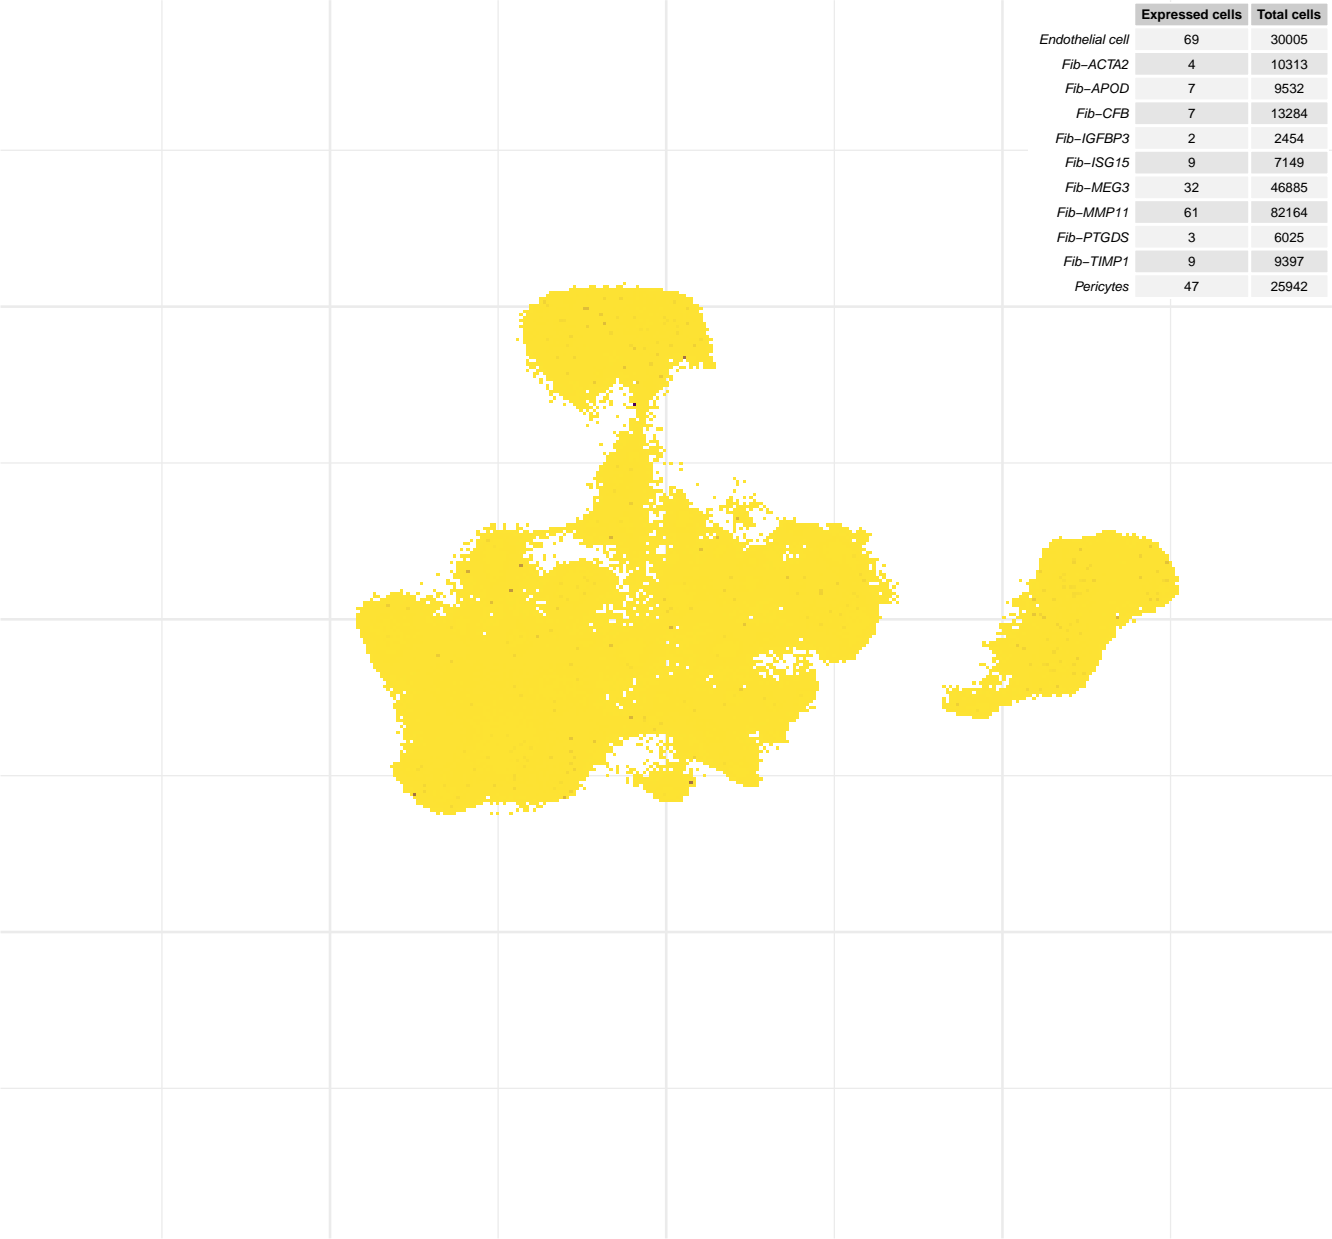 Expressed cells Total cells
Endothelial cell 69 30005
Fib−ACTA2 4 10313
Fib−APOD 7 9532
Fib−CFB 7 13284
Fib−IGFBP3 2 2454
Fib−ISG15 9 7149
Fib−MEG3 32 46885
Fib−MMP11 61 82164
Fib−PTGDS 3 6025
Fib−TIMP1 9 9397
Pericytes 47 25942